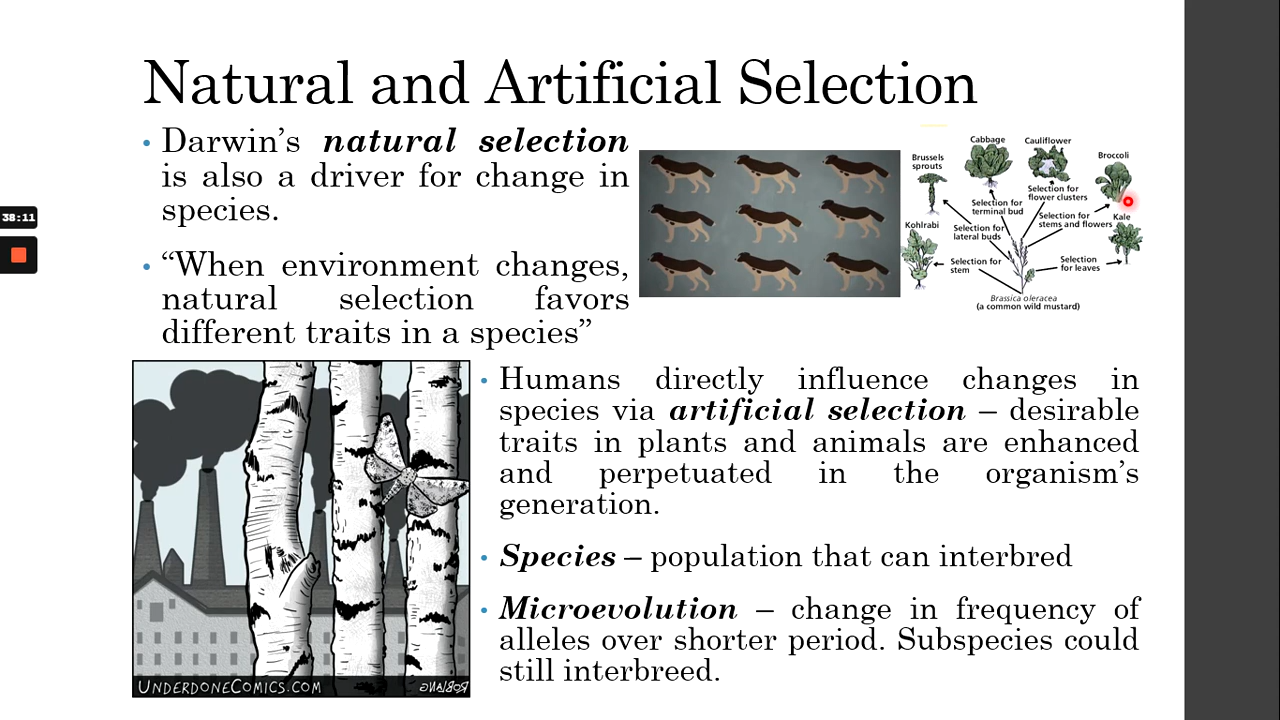 Natural and Artificial Selection
• Darwin's natural selection
is also a driver for change in
species.
• “When environment changes,
natural selection favors
different traits in a species”
38:11
Cabbage
Cauliflower
Brussels
sprouts
Broccoli
Selection for
flower clusters
Selection for
terminal bud
Selection for
stems and flowers
Kale
Kohlrabi
Selection for
lateral buds
Selection for
stem
Selection
for leaves
Brassica oleracea
(a common wild mustard)
• Humans directly influence changes in
species via artificial selection – desirable
traits in plants and animals are enhanced
and perpetuated in the organism's
generation.
• Species – population that can interbred
• Microevolution – change in frequency of
alleles over shorter period. Subspecies could
still interbreed.
UNDERDONECOMICS.COM